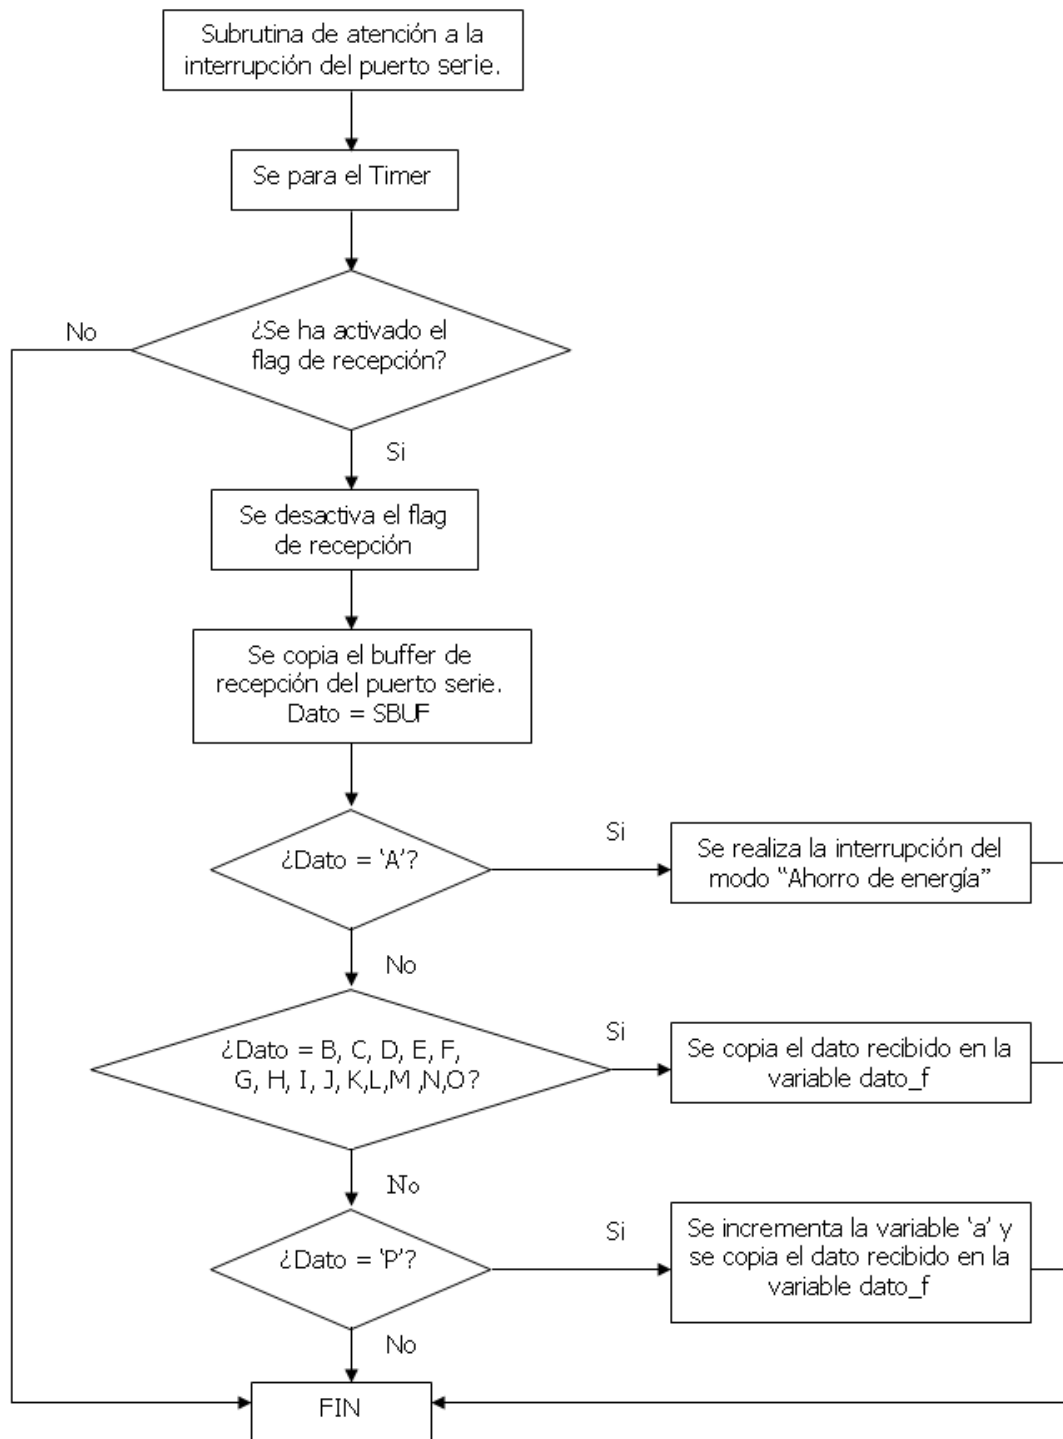 Subrutina de atención a la
interrupción del puerto serie.
Se para el Timer
No
¿Se ha activado el
flag de recepción?
Si
Se desactiva el flag
de recepción
Se copia el buffer de
recepción del puerto serie.
Dato = SBUF
¿Dato = ‘A’?
Si
Se realiza la interrupción del
modo “Ahorro de energía”
No
¿Dato = B, C, D, E, F,
G, H, I, J, K,L,M ,N,O?
Si
Se copia el dato recibido en la
variable dato_f
No
¿Dato = ‘P’?
Si
Se incrementa la variable ‘a’ y
se copia el dato recibido en la
variable dato_f
No
FIN